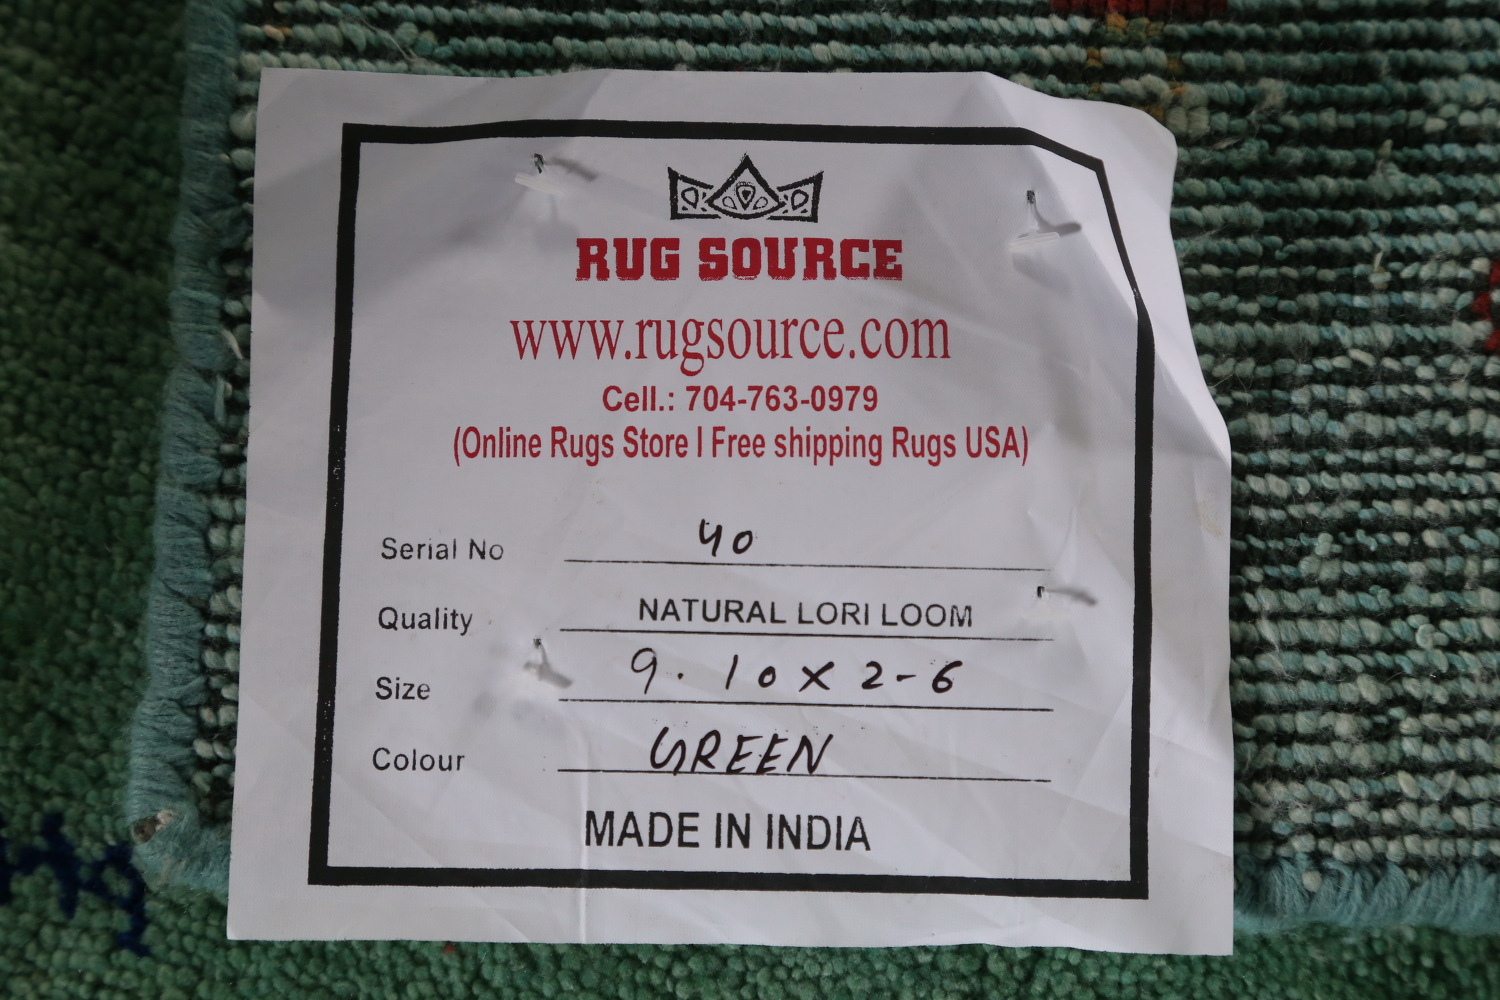 RUG SOURCE
www.rugsource.com
Cell.: 704-763-0979
(Online Rugs Store I Free shipping Rugs USA)
Serial No 40
Quality NATURAL LORI LOOM
Size 9.10 x 2-6
Colour GREEN
MADE IN INDIA